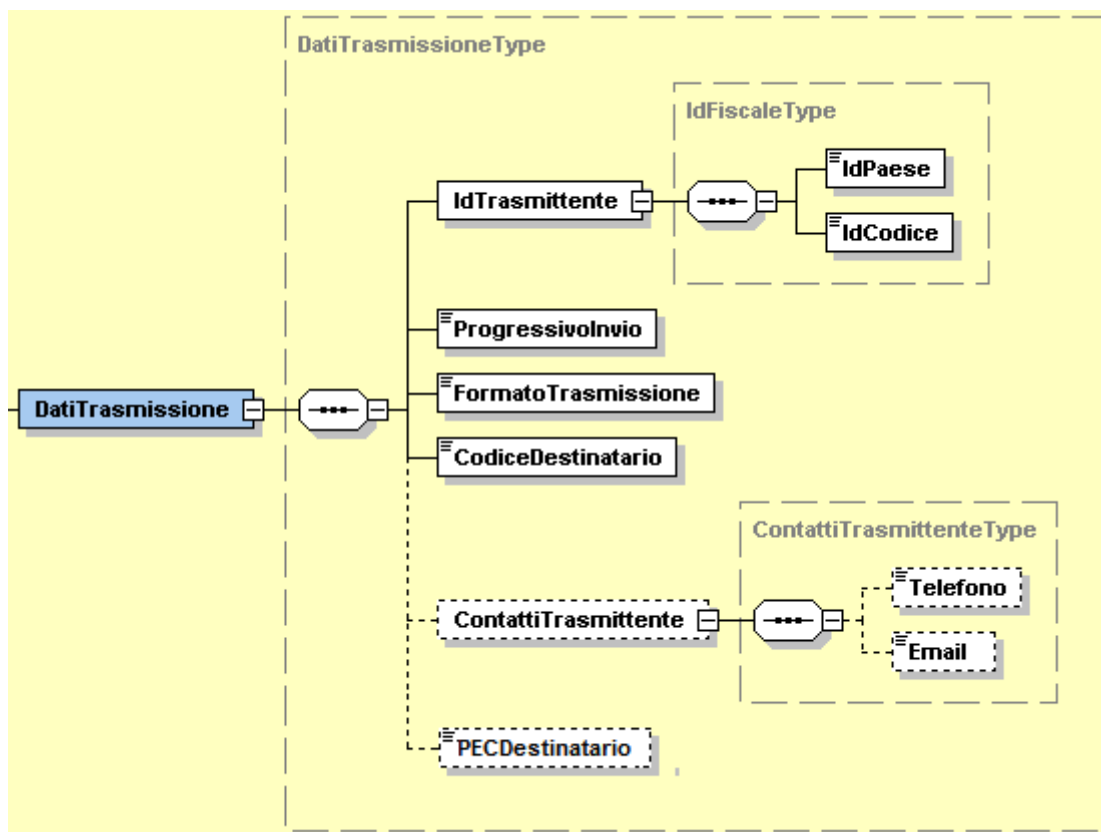 DatiTrasmissioneType
IdFiscaleType
IdPaese
IdTrasmittente
IdCodice
ProgressivoInvio
FormatoTrasmissione
DatiTrasmissione
CodiceDestinatario
ContattiTrasmittenteType
Telefono
ContattiTrasmittente
Email
PECDestinatario